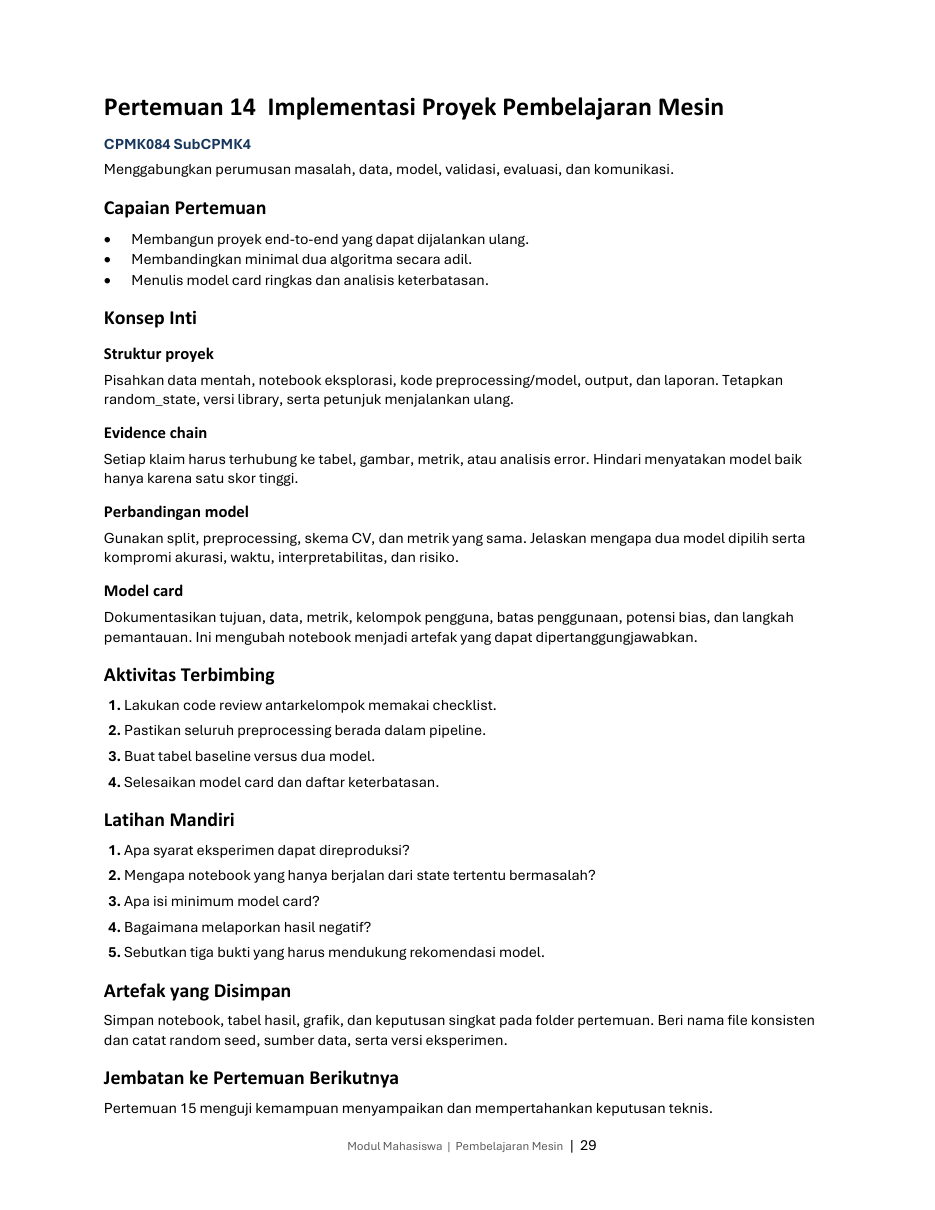 Pertemuan 14  Implementasi Proyek Pembelajaran Mesin
CPMK084 SubCPMK4
Menggabungkan perumusan masalah, data, model, validasi, evaluasi, dan komunikasi.
Capaian Pertemuan
• Membangun proyek end-to-end yang dapat dijalankan ulang.
• Membandingkan minimal dua algoritma secara adil.
• Menulis model card ringkas dan analisis keterbatasan.
Konsep Inti
Struktur proyek
Pisahkan data mentah, notebook eksplorasi, kode preprocessing/model, output, dan laporan. Tetapkan
random_state, versi library, serta petunjuk menjalankan ulang.
Evidence chain
Setiap klaim harus terhubung ke tabel, gambar, metrik, atau analisis error. Hindari menyatakan model baik
hanya karena satu skor tinggi.
Perbandingan model
Gunakan split, preprocessing, skema CV, dan metrik yang sama. Jelaskan mengapa dua model dipilih serta
kompromi akurasi, waktu, interpretabilitas, dan risiko.
Model card
Dokumentasikan tujuan, data, metrik, kelompok pengguna, batas penggunaan, potensi bias, dan langkah
pemantauan. Ini mengubah notebook menjadi artefak yang dapat dipertanggungjawabkan.
Aktivitas Terbimbing
1. Lakukan code review antarkelompok memakai checklist.
2. Pastikan seluruh preprocessing berada dalam pipeline.
3. Buat tabel baseline versus dua model.
4. Selesaikan model card dan daftar keterbatasan.
Latihan Mandiri
1. Apa syarat eksperimen dapat direproduksi?
2. Mengapa notebook yang hanya berjalan dari state tertentu bermasalah?
3. Apa isi minimum model card?
4. Bagaimana melaporkan hasil negatif?
5. Sebutkan tiga bukti yang harus mendukung rekomendasi model.
Artefak yang Disimpan
Simpan notebook, tabel hasil, grafik, dan keputusan singkat pada folder pertemuan. Beri nama file konsisten
dan catat random seed, sumber data, serta versi eksperimen.
Jembatan ke Pertemuan Berikutnya
Pertemuan 15 menguji kemampuan menyampaikan dan mempertahankan keputusan teknis.
Modul Mahasiswa | Pembelajaran Mesin | 29